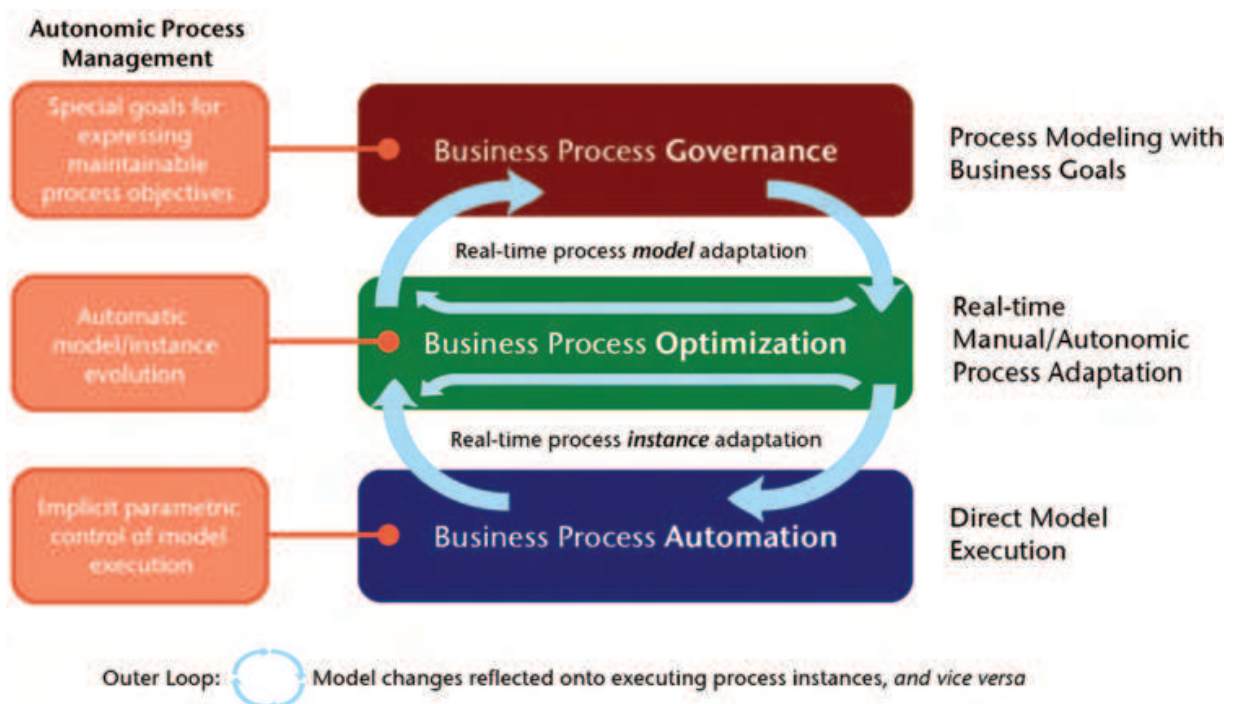 Autonomic Process
Management
Special goals for
expressing
maintainable
process objectives
Business Process Governance
Process Modeling with
Business Goals
Real-time process model adaptation
Automatic
model/instance
evolution
Business Process Optimization
Real-time
Manual/Autonomic
Process Adaptation
Real-time process instance adaptation
Implicit parametric
control of model
execution
Business Process Automation
Direct Model
Execution
Outer Loop: Model changes reflected onto executing process instances, and vice versa